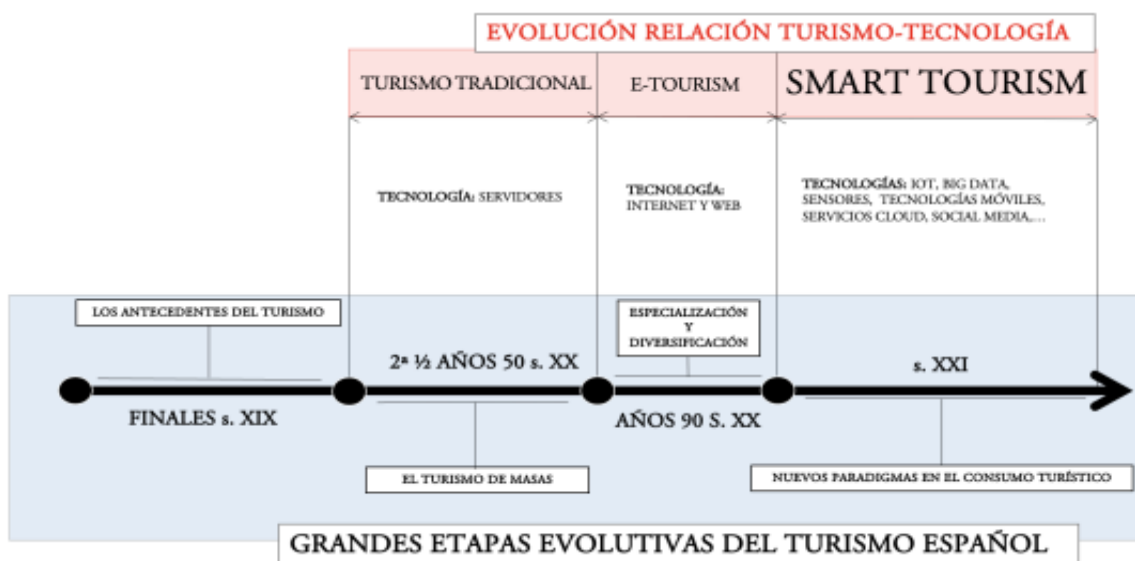 EVOLUCIÓN RELACIÓN TURISMO-TECNOLOGÍA
TURISMO TRADICIONAL
E-TOURISM
SMART TOURISM
TECNOLOGÍA: SERVIDORES
TECNOLOGÍA:
INTERNET Y WEB
TECNOLOGÍAS: IOT, BIG DATA,
SENSORES, TECNOLOGÍAS MÓVILES,
SERVICIOS CLOUD, SOCIAL MEDIA,...
LOS ANTECEDENTES DEL TURISMO
ESPECIALIZACIÓN
Y
DIVERSIFICACIÓN
2ª ½ AÑOS 50 s. XX
s. XXI
FINALES s. XIX
AÑOS 90 S. XX
EL TURISMO DE MASAS
NUEVOS PARADIGMAS EN EL CONSUMO TURÍSTICO
GRANDES ETAPAS EVOLUTIVAS DEL TURISMO ESPAÑOL